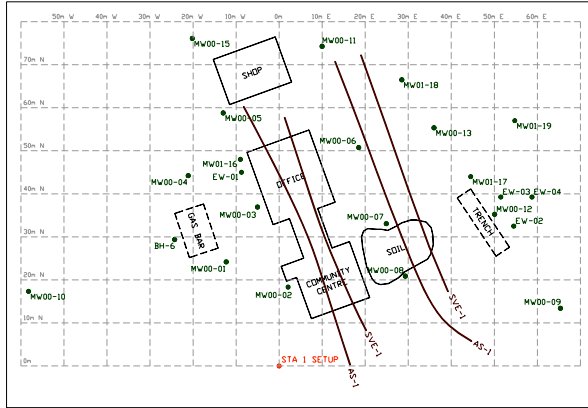 50m W
40m W
30m W
20m W
10m W
0m
10m E
20m E
30m E
40m E
50m E
60m E
70m N
60m N
50m N
40m N
30m N
20m N
10m N
0m
MW00-15
MW00-11
SHOP
MW01-18
MW00-05
MW00-13
MW01-19
MW00-06
MW01-16
EW-01
MW00-04
OFFICE
MW01-17
EW-03
EW-04
MW00-03
MW00-12
GAS BAR
TRENCH
EW-02
MW00-07
BH-6
SOIL
MW00-01
MW00-08
COMMUNITY
CENTRE
MW00-02
MW00-10
MW00-09
SVE-1
SVE-1
AS-1
STA 1 SETUP
AS-1